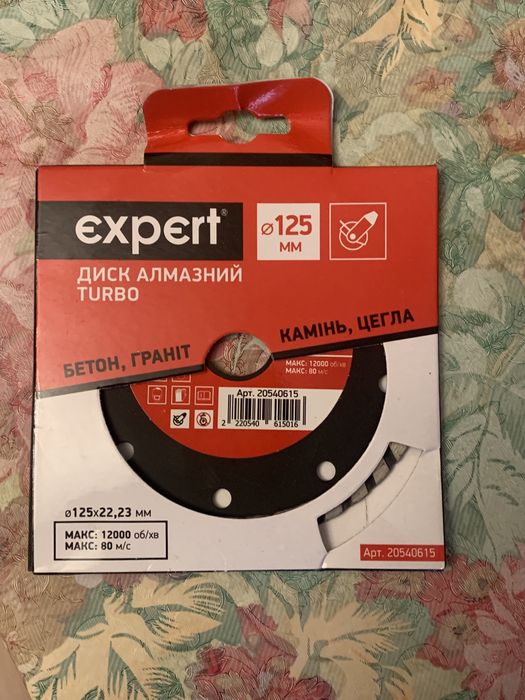 expert®
ø125
мм
ДИСК АЛМАЗНИЙ
TURBO
БЕТОН, ГРАНІТ
КАМІНЬ, ЦЕГЛА
МАКС: 12000 об/хв
МАКС: 80 м/с
Арт. 20540615
2 220540 615016
ø125x22,23 мм
МАКС: 12000 об/хв
МАКС: 80 м/с
Арт. 20540615